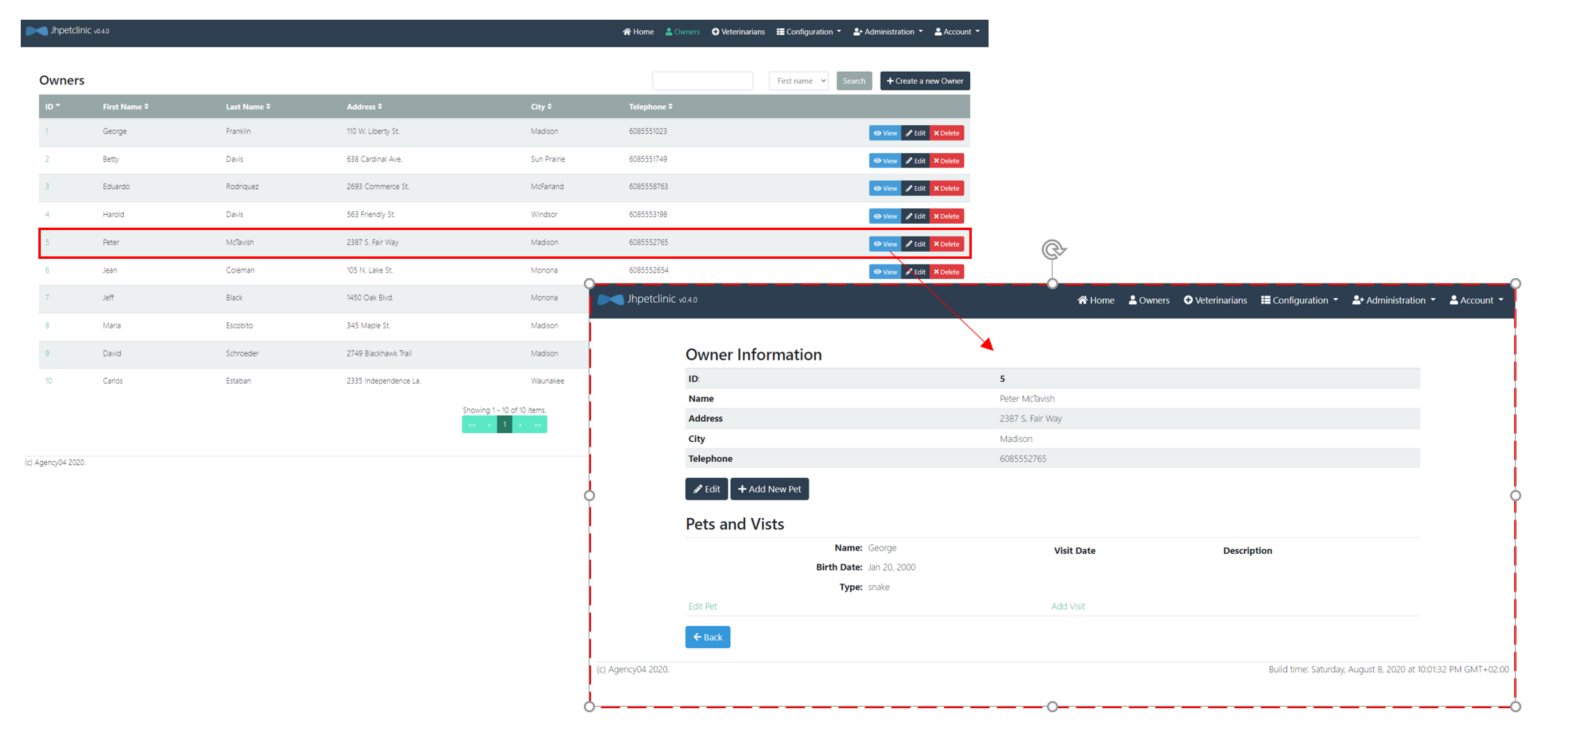 Jhpetclinic v0.4.0 Home Owners Veterinarians Configuration Administration Account
Owners First name Search + Create a new Owner
ID First Name Last Name Address City Telephone
1 George Franklin 110 W. Liberty St. Madison 6085551023 View Edit Delete
2 Betty Davis 638 Cardinal Ave. Sun Prairie 6085551749 View Edit Delete
3 Eduardo Rodriquez 2693 Commerce St. McFarland 6085558763 View Edit Delete
4 Harold Davis 563 Friendly St. Windsor 6085553198 View Edit Delete
5 Peter McTavish 2387 S. Fair Way Madison 6085552765 View Edit Delete
6 Jean Coleman 105 N. Lake St. Monona 6085552654 View Edit Delete
7 Jeff Black 1450 Oak Blvd. Monona
8 Maria Escobito 345 Maple St. Madison
9 David Schroeder 2749 Blackhawk Trail Madison
10 Carlos Estaban 2335 Independence La. Waunakee
Showing 1 - 10 of 10 items.
«« « 1 » »»
(c) Agency04 2020.
Jhpetclinic v0.4.0 Home Owners Veterinarians Configuration Administration Account
Owner Information
ID: 5
Name Peter McTavish
Address 2387 S. Fair Way
City Madison
Telephone 6085552765
Edit + Add New Pet
Pets and Vists
Name: George Visit Date Description
Birth Date: Jan 20, 2000
Type: snake
Edit Pet Add Visit
Back
(c) Agency04 2020. Build time: Saturday, August 8, 2020 at 10:01:32 PM GMT+02:00